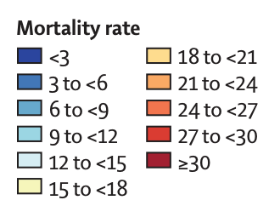 Mortality rate
<3
3 to <6
6 to <9
9 to <12
12 to <15
15 to <18
18 to <21
21 to <24
24 to <27
27 to <30
≥30